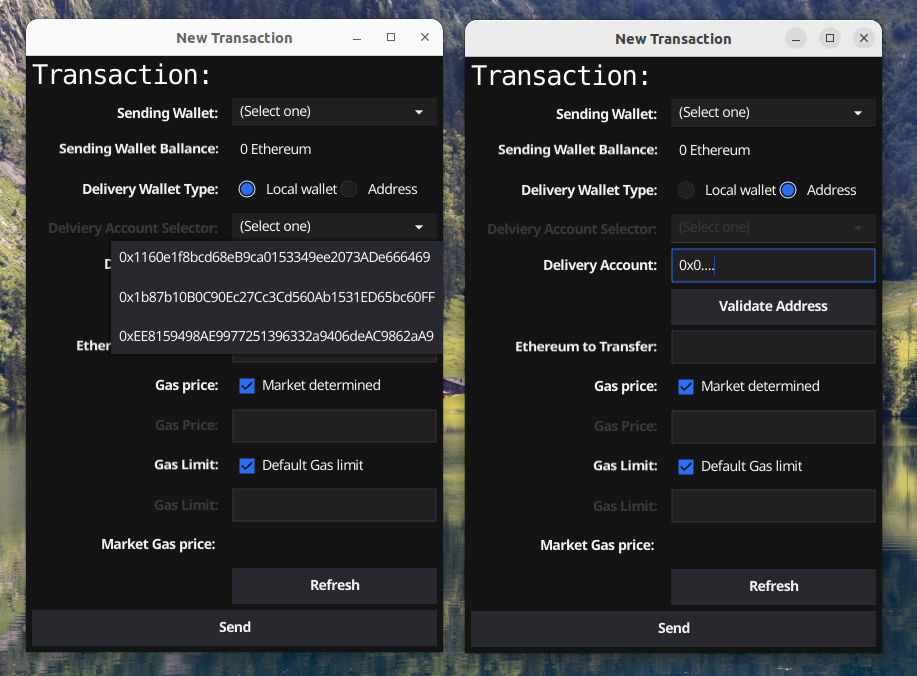 New Transaction
Transaction:
Sending Wallet: (Select one)
Sending Wallet Ballance: 0 Ethereum
Delivery Wallet Type: Local wallet Address
Delviery Account Selector: (Select one)
0x1160e1f8bcd68eB9ca0153349ee2073ADe666469
0x1b87b10B0C90Ec27Cc3Cd560Ab1531ED65bc60FF
0xEE8159498AE9977251396332a9406deAC9862aA9
Gas price: Market determined
Gas Price:
Gas Limit: Default Gas limit
Gas Limit:
Market Gas price:
Refresh
Send
New Transaction
Transaction:
Sending Wallet: (Select one)
Sending Wallet Ballance: 0 Ethereum
Delivery Wallet Type: Local wallet Address
Delviery Account Selector: (Select one)
Delivery Account: 0x0....
Validate Address
Ethereum to Transfer:
Gas price: Market determined
Gas Price:
Gas Limit: Default Gas limit
Gas Limit:
Market Gas price:
Refresh
Send